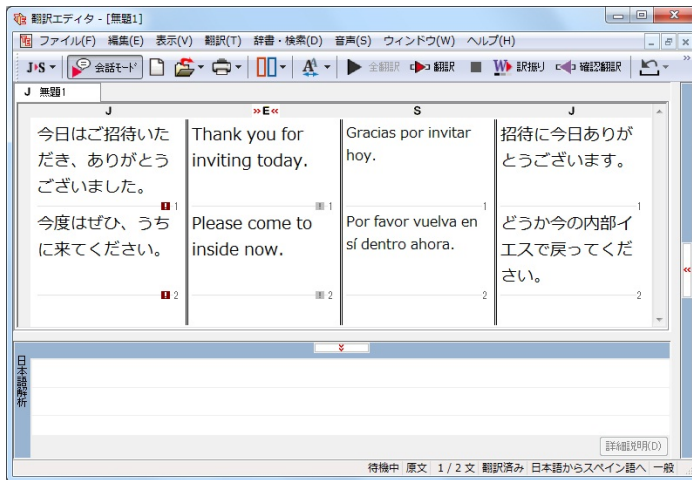 翻訳エディタ - [無題1]
ファイル(F) 編集(E) 表示(V) 翻訳(T) 辞書・検索(D) 音声(S) ウィンドウ(W) ヘルプ(H)
J›S 会話モード A 全翻訳 翻訳 W 訳振り 確認翻訳
J 無題1
J »E« S J
今日はご招待いた
だき、ありがとう
ございました。
1
Thank you for
inviting today.
1
Gracias por invitar
hoy.
1
招待に今日ありが
とうございます。
1
今度はぜひ、うち
に来てください。
2
Please come to
inside now.
2
Por favor vuelva en
sí dentro ahora.
2
どうか今の内部イ
エスで戻ってくだ
さい。
2
日本語解析
詳細説明(D)
待機中 原文 1 / 2 文 翻訳済み 日本語からスペイン語へ 一般